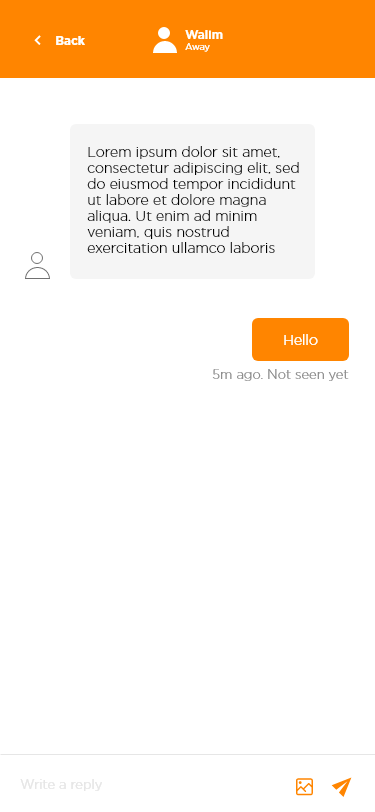 Back
Walim
Away
Lorem ipsum dolor sit amet,
consectetur adipiscing elit, sed
do eiusmod tempor incididunt
ut labore et dolore magna
aliqua. Ut enim ad minim
veniam, quis nostrud
exercitation ullamco laboris
Hello
5m ago. Not seen yet
Write a reply